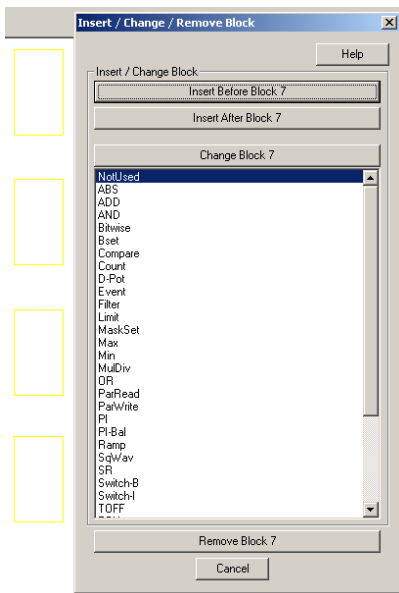 Insert / Change / Remove Block
Help
Insert / Change Block
Insert Before Block 7
Insert After Block 7
Change Block 7
NotUsed
ABS
ADD
AND
Bitwise
Bset
Compare
Count
D-Pot
Event
Filter
Limit
MaskSet
Max
Min
MulDiv
OR
ParRead
ParWrite
PI
PI-Bal
Ramp
SqWav
SR
Switch-B
Switch-I
TOFF
Remove Block 7
Cancel